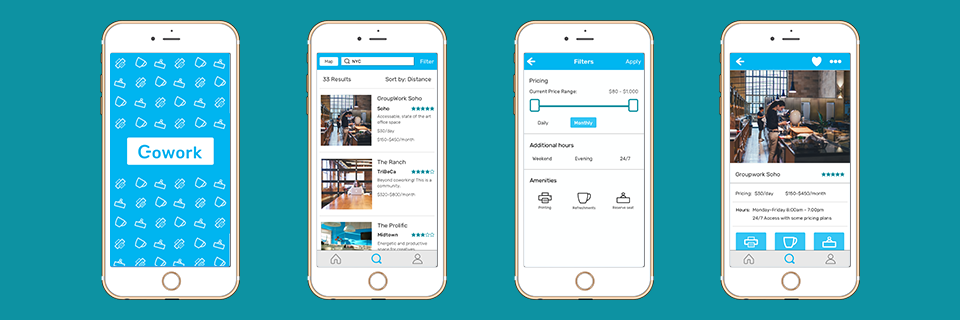 Gowork
Map
NYC
Filter
33 Results
Sort by: Distance
GroupWork Soho
Soho
Accessable, state of the art
office space
$30/day
$150-$450/month
The Ranch
TriBeCa
Beyond coworking! This is a
community.
$320-$800/month
The Prolific
Midtown
Energetic and productive
space for creatives
Filters
Apply
Pricing
Current Price Range:
$80 - $1,000
Daily
Monthly
Additional hours
Weekend
Evening
24/7
Amenities
Printing
Refreshments
Reserve seat
Groupwork Soho
Pricing: $30/day
$150-$450/month
Hours: Monday-Friday 8:00am - 7:00pm
24/7 Access with some pricing plans